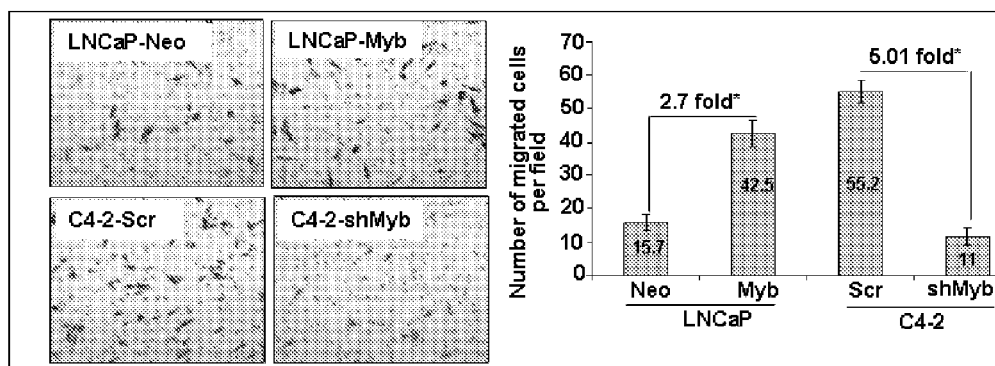 LNCaP-Neo
LNCaP-Myb
C4-2-Scr
C4-2-shMyb
Number of migrated cells
per field
70
60
50
40
30
20
10
0
2.7 fold*
5.01 fold*
15.7
42.5
55.2
11
Neo
Myb
Scr
shMyb
LNCaP
C4-2